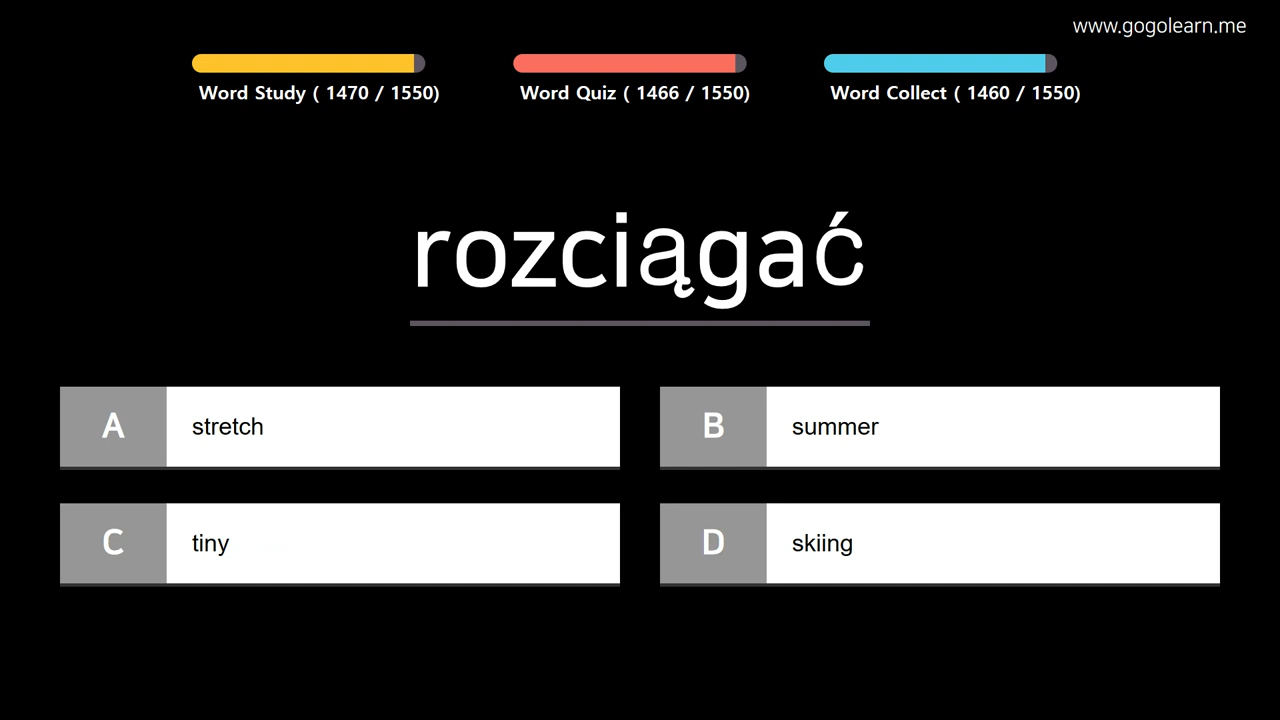 www.gogolearn.me
Word Study ( 1470 / 1550)
Word Quiz ( 1466 / 1550)
Word Collect ( 1460 / 1550)
rozciągać
A stretch
B summer
C tiny
D skiing